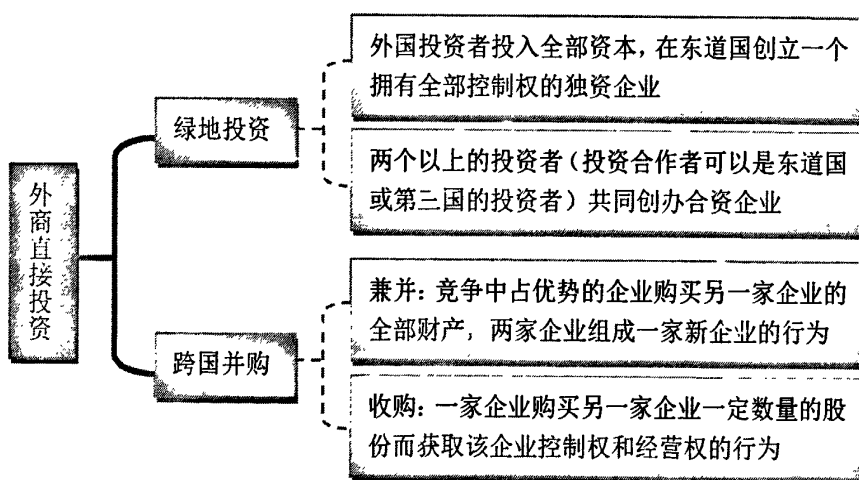 外商直接投资
绿地投资
外国投资者投入全部资本，在东道国创立一个
拥有全部控制权的独资企业
两个以上的投资者（投资合作者可以是东道国
或第三国的投资者）共同创办合资企业
跨国并购
兼并：竞争中占优势的企业购买另一家企业的
全部财产，两家企业组成一家新企业的行为
收购：一家企业购买另一家企业一定数量的股
份而获取该企业控制权和经营权的行为